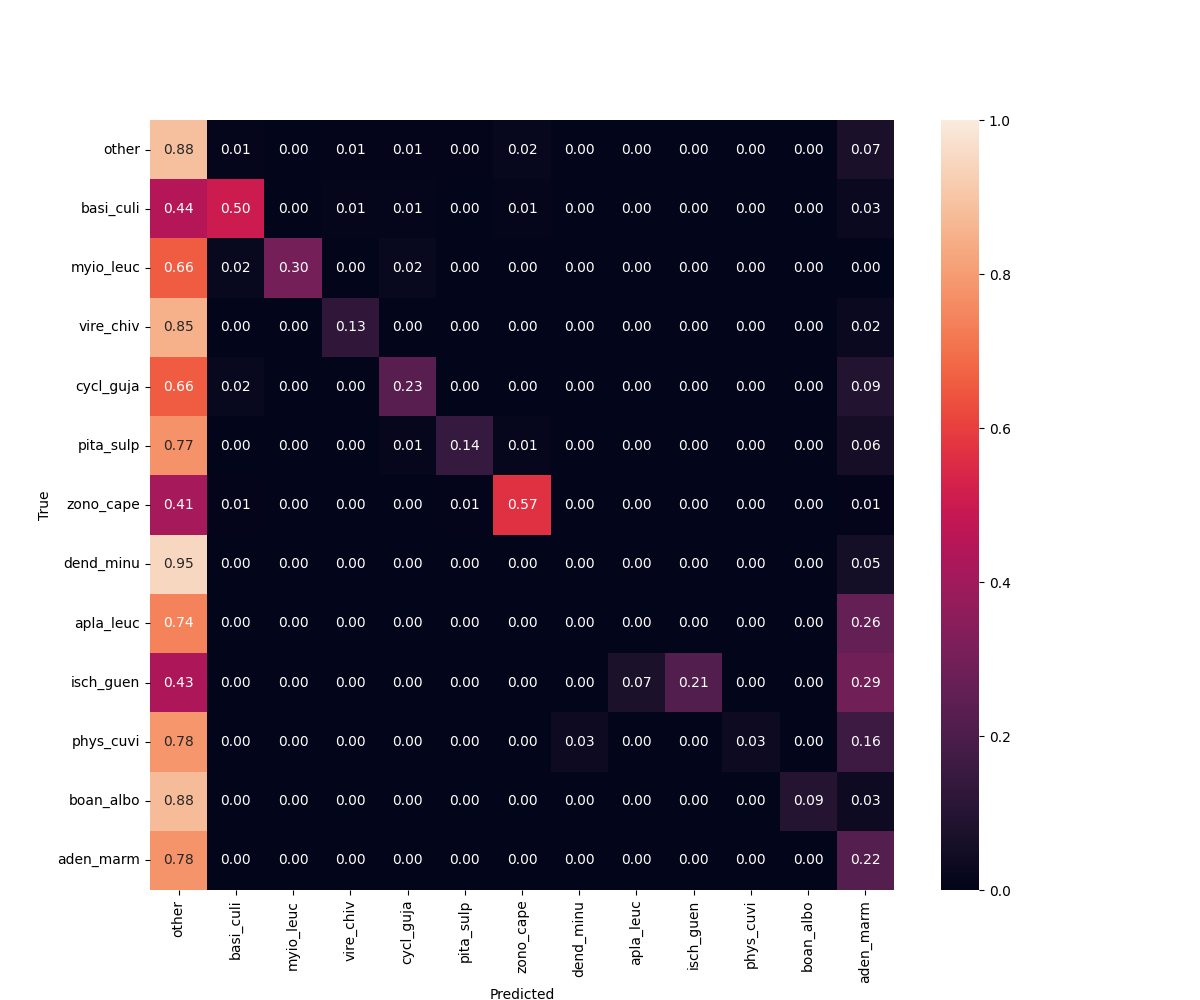 other 0.88 0.01 0.00 0.01 0.01 0.00 0.02 0.00 0.00 0.00 0.00 0.00 0.07
basi_culi 0.44 0.50 0.00 0.01 0.01 0.00 0.01 0.00 0.00 0.00 0.00 0.00 0.03
myio_leuc 0.66 0.02 0.30 0.00 0.02 0.00 0.00 0.00 0.00 0.00 0.00 0.00 0.00
vire_chiv 0.85 0.00 0.00 0.13 0.00 0.00 0.00 0.00 0.00 0.00 0.00 0.00 0.02
cycl_guja 0.66 0.02 0.00 0.00 0.23 0.00 0.00 0.00 0.00 0.00 0.00 0.00 0.09
pita_sulp 0.77 0.00 0.00 0.00 0.01 0.14 0.01 0.00 0.00 0.00 0.00 0.00 0.06
zono_cape 0.41 0.01 0.00 0.00 0.00 0.01 0.57 0.00 0.00 0.00 0.00 0.00 0.01
dend_minu 0.95 0.00 0.00 0.00 0.00 0.00 0.00 0.00 0.00 0.00 0.00 0.00 0.05
apla_leuc 0.74 0.00 0.00 0.00 0.00 0.00 0.00 0.00 0.00 0.00 0.00 0.00 0.26
isch_guen 0.43 0.00 0.00 0.00 0.00 0.00 0.00 0.00 0.07 0.21 0.00 0.00 0.29
phys_cuvi 0.78 0.00 0.00 0.00 0.00 0.00 0.00 0.03 0.00 0.00 0.03 0.00 0.16
boan_albo 0.88 0.00 0.00 0.00 0.00 0.00 0.00 0.00 0.00 0.00 0.00 0.09 0.03
aden_marm 0.78 0.00 0.00 0.00 0.00 0.00 0.00 0.00 0.00 0.00 0.00 0.00 0.22
True
other basi_culi myio_leuc vire_chiv cycl_guja pita_sulp zono_cape dend_minu apla_leuc isch_guen phys_cuvi boan_albo aden_marm
Predicted
1.0
0.8
0.6
0.4
0.2
0.0